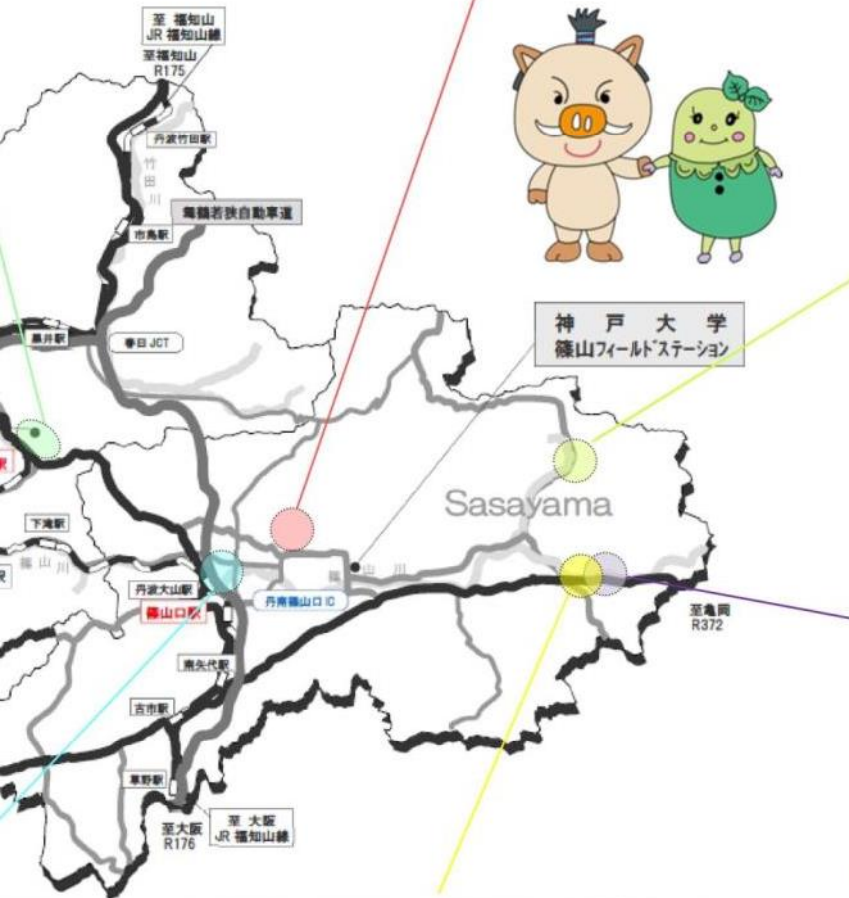 至 福知山
JR 福知山線
至福知山
R175
丹波竹田駅
竹田川
舞鶴若狭自動車道
市島駅
黒井駅
春日 JCT
神戸大学
篠山フィールドステーション
駅
Sasayama
下滝駅
篠山川
駅
篠 川
丹波大山駅
丹南篠山口 IC
篠山口駅
至亀岡
R372
南矢代駅
古市駅
草野駅
至大阪
R176
至 大阪
JR 福知山線